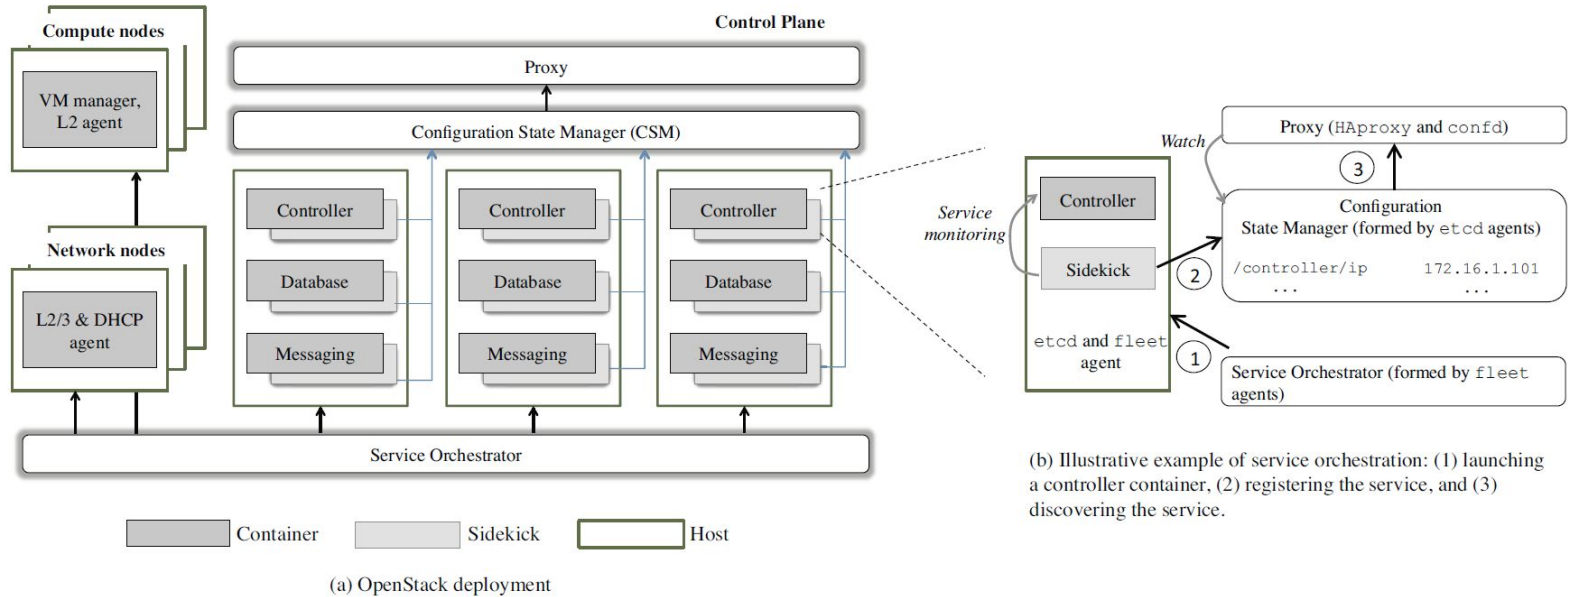 Control Plane
Compute nodes
VM manager,
L2 agent
Network nodes
L2/3 & DHCP
agent
Proxy
Configuration State Manager (CSM)
Controller
Database
Messaging
Controller
Database
Messaging
Controller
Database
Messaging
Service Orchestrator
Container
Sidekick
Host
(a) OpenStack deployment
Proxy (HAproxy and confd)
Watch
3
Controller
Service
monitoring
Sidekick
2
Configuration
State Manager (formed by etcd agents)
/controller/ip 172.16.1.101
... ...
etcd and fleet
agent
1
Service Orchestrator (formed by fleet
agents)
(b) Illustrative example of service orchestration: (1) launching
a controller container, (2) registering the service, and (3)
discovering the service.